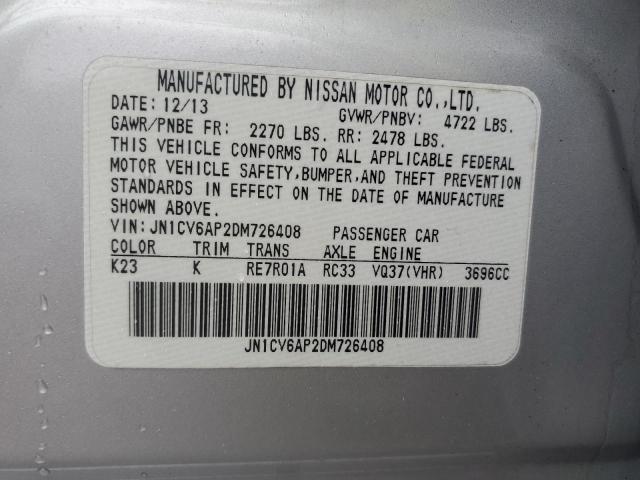 MANUFACTURED BY NISSAN MOTOR CO.,LTD.
DATE: 12/13 GVWR/PNBV: 4722 LBS.
GAWR/PNBE FR: 2270 LBS. RR: 2478 LBS.
THIS VEHICLE CONFORMS TO ALL APPLICABLE FEDERAL
MOTOR VEHICLE SAFETY,BUMPER,AND THEFT PREVENTION
STANDARDS IN EFFECT ON THE DATE OF MANUFACTURE
SHOWN ABOVE.
VIN:JN1CV6AP2DM726408 PASSENGER CAR
COLOR TRIM TRANS AXLE ENGINE
K23 K RE7R01A RC33 VQ37(VHR) 3696CC
JN1CV6AP2DM726408